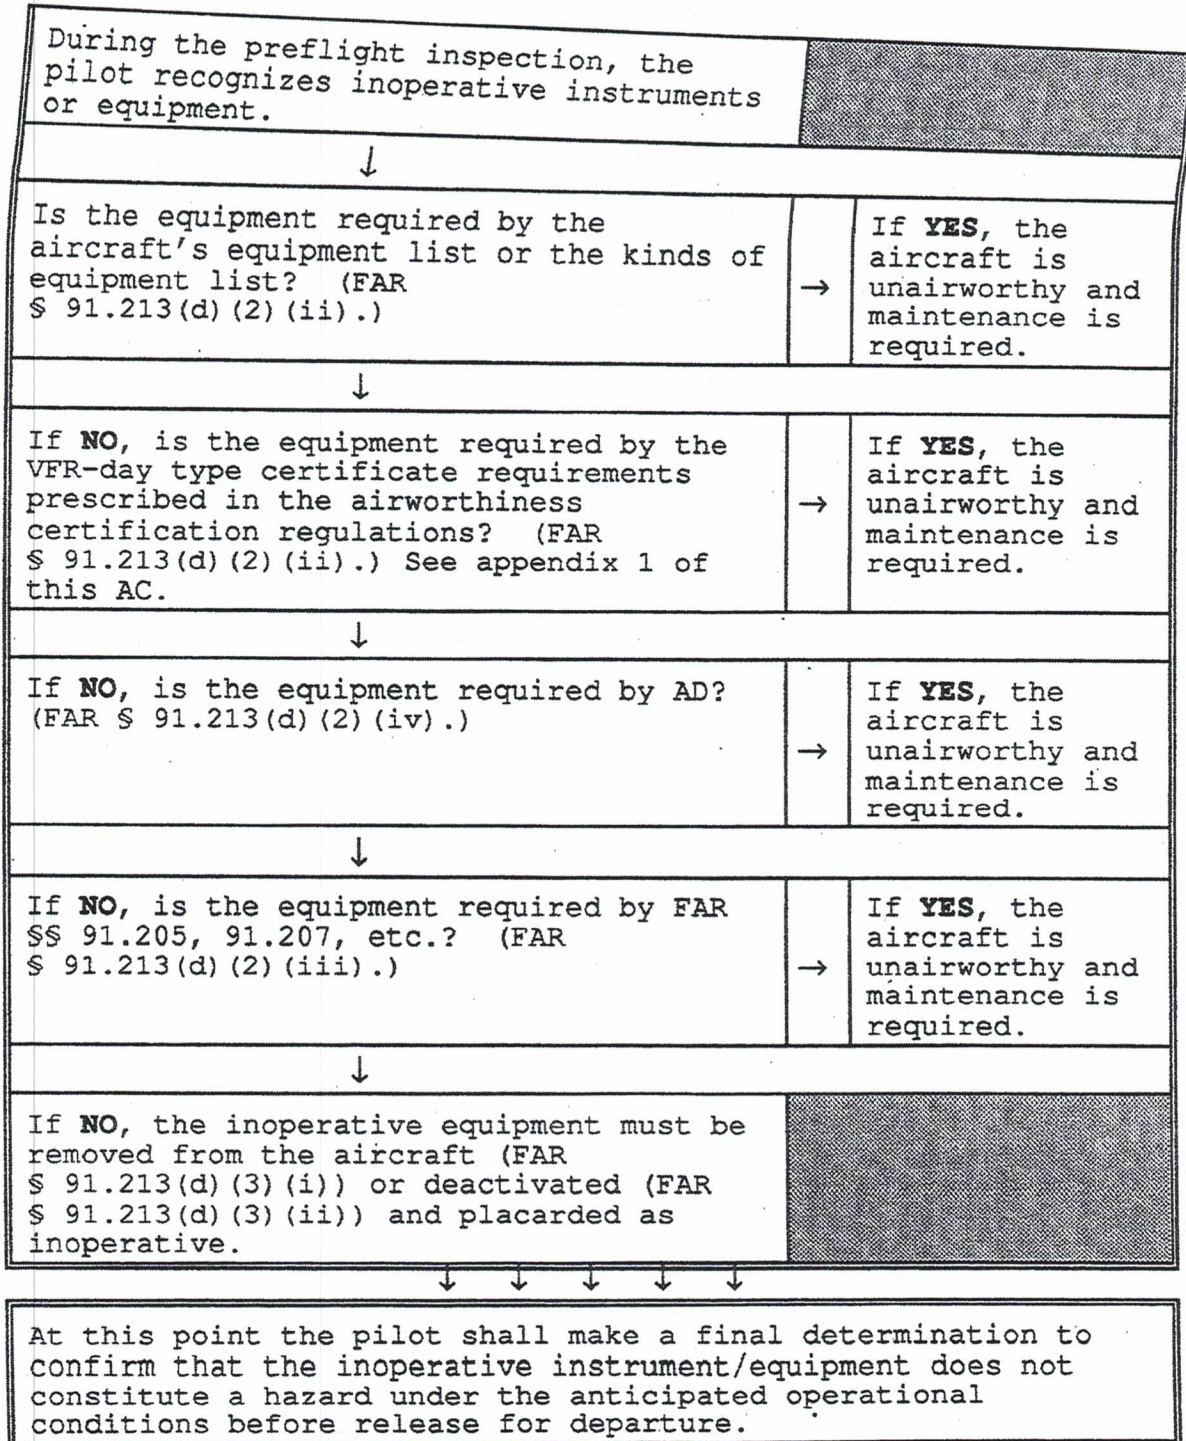 During the preflight inspection, the
pilot recognizes inoperative instruments
or equipment.
↓
Is the equipment required by the
aircraft's equipment list or the kinds of
equipment list? (FAR
§ 91.213(d)(2)(ii).)
→
If YES, the
aircraft is
unairworthy and
maintenance is
required.
↓
If NO, is the equipment required by the
VFR-day type certificate requirements
prescribed in the airworthiness
certification regulations? (FAR
§ 91.213(d)(2)(ii).) See appendix 1 of
this AC.
→
If YES, the
aircraft is
unairworthy and
maintenance is
required.
↓
If NO, is the equipment required by AD?
(FAR § 91.213(d)(2)(iv).)
→
If YES, the
aircraft is
unairworthy and
maintenance is
required.
↓
If NO, is the equipment required by FAR
§§ 91.205, 91.207, etc.? (FAR
§ 91.213(d)(2)(iii).)
→
If YES, the
aircraft is
unairworthy and
maintenance is
required.
↓
If NO, the inoperative equipment must be
removed from the aircraft (FAR
§ 91.213(d)(3)(i)) or deactivated (FAR
§ 91.213(d)(3)(ii)) and placarded as
inoperative.
↓ ↓ ↓ ↓ ↓
At this point the pilot shall make a final determination to
confirm that the inoperative instrument/equipment does not
constitute a hazard under the anticipated operational
conditions before release for departure.